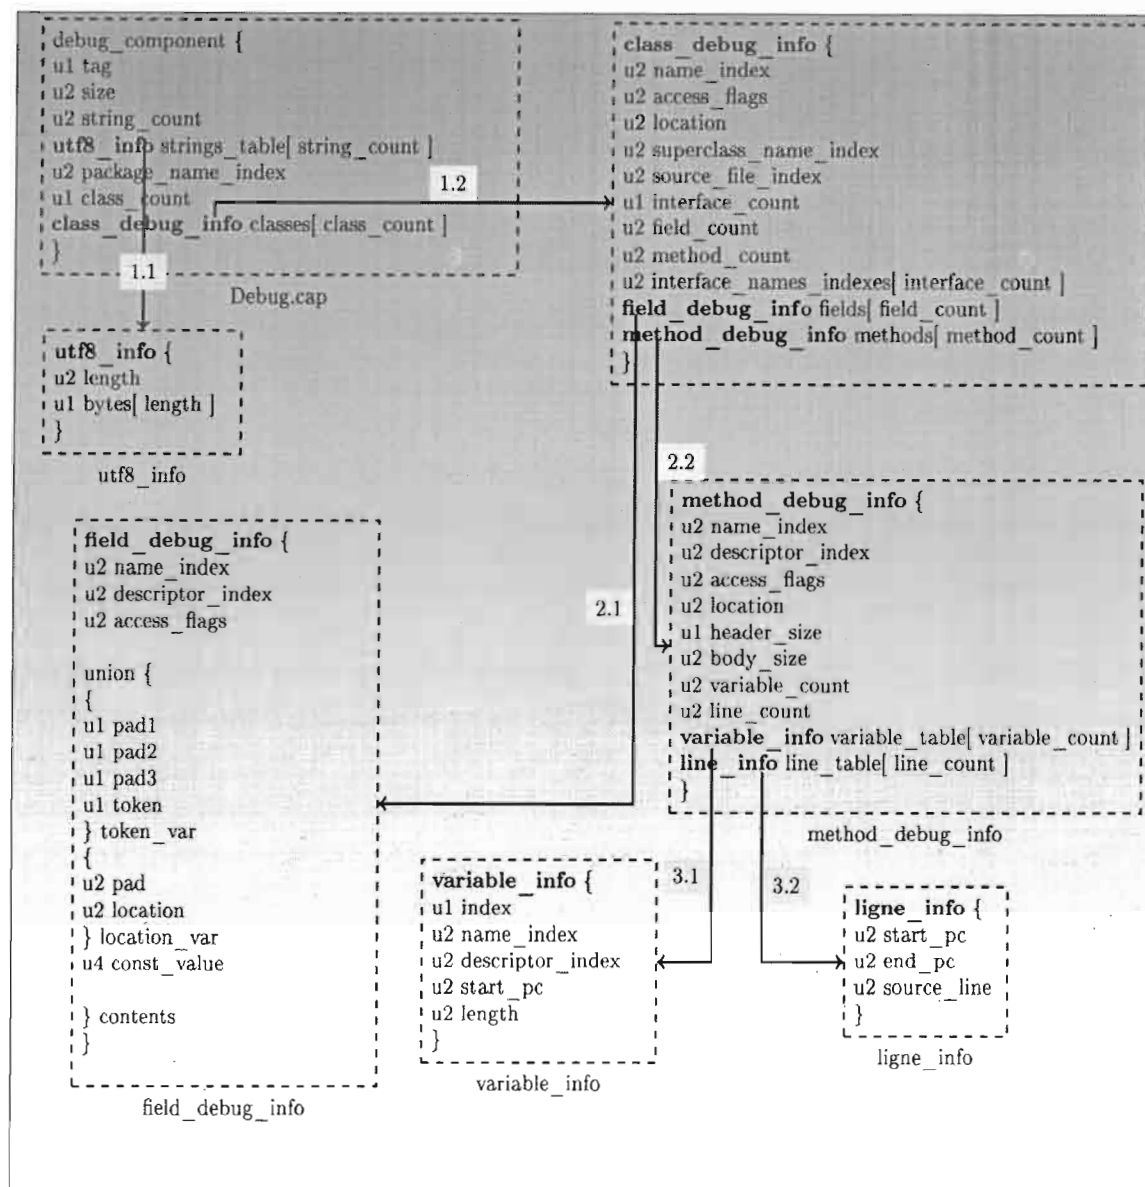 debug_component {
u1 tag
u2 size
u2 string_count
utf8_info strings_table[ string_count ]
u2 package_name_index
u1 class_count
class_debug_info classes[ class_count ]
}
Debug.cap
1.1
1.2
class_debug_info {
u2 name_index
u2 access_flags
u2 location
u2 superclass_name_index
u2 source_file_index
u1 interface_count
u2 field_count
u2 method_count
u2 interface_names_indexes[ interface_count ]
field_debug_info fields[ field_count ]
method_debug_info methods[ method_count ]
}
utf8_info {
u2 length
u1 bytes[ length ]
}
utf8_info
2.1
2.2
field_debug_info {
u2 name_index
u2 descriptor_index
u2 access_flags
union {
{
u1 pad1
u1 pad2
u1 pad3
u1 token
} token_var
{
u2 pad
u2 location
} location_var
u4 const_value
} contents
}
field_debug_info
method_debug_info {
u2 name_index
u2 descriptor_index
u2 access_flags
u2 location
u1 header_size
u2 body_size
u2 variable_count
u2 line_count
variable_info variable_table[ variable_count ]
line_info line_table[ line_count ]
}
method_debug_info
3.1
3.2
variable_info {
u1 index
u2 name_index
u2 descriptor_index
u2 start_pc
u2 length
}
variable_info
ligne_info {
u2 start_pc
u2 end_pc
u2 source_line
}
ligne_info